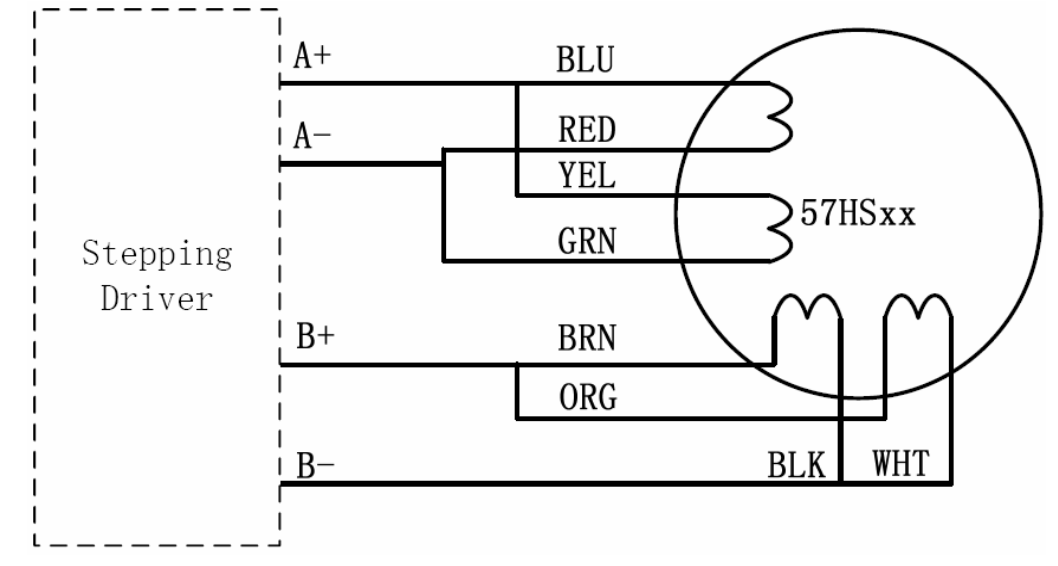 A+
BLU
A-
RED
YEL
57HSxx
GRN
Stepping
Driver
B+
BRN
ORG
B-
BLK
WHT